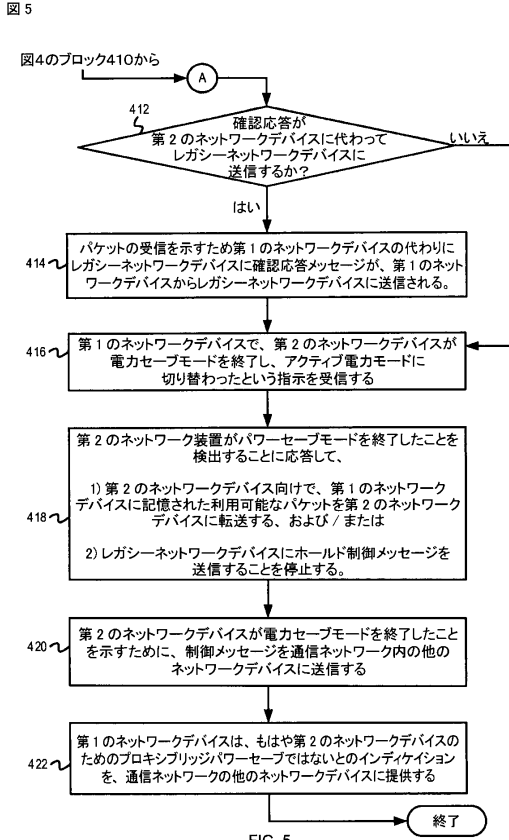 図5
図4のブロック410から
A
412
確認応答が
第2のネットワークデバイスに代わって
レガシーネットワークデバイスに
送信するか？
いいえ
はい
414
パケットの受信を示すため第1のネットワークデバイスの代わりに
レガシーネットワークデバイスに確認応答メッセージが、第1のネット
ワークデバイスからレガシーネットワークデバイスに送信される。
416
第1のネットワークデバイスで、第2のネットワークデバイスが
電力セーブモードを終了し、アクティブ電力モードに
切り替わったという指示を受信する
418
第2のネットワーク装置がパワーセーブモードを終了したことを
検出することに応答して、
1) 第2のネットワークデバイス向けで、第1のネットワーク
デバイスに記憶された利用可能なパケットを第2のネットワーク
デバイスに転送する、および / または
2) レガシーネットワークデバイスにホールド制御メッセージを
送信することを停止する。
420
第2のネットワークデバイスが電力セーブモードを終了したこと
を示すために、制御メッセージを通信ネットワーク内の他の
ネットワークデバイスに送信する
422
第1のネットワークデバイスは、もはや第2のネットワークデバイスの
ためのプロキシブリッジパワーセーブではないとのインディケイション
を、通信ネットワークの他のネットワークデバイスに提供する
終了
FIG. 5